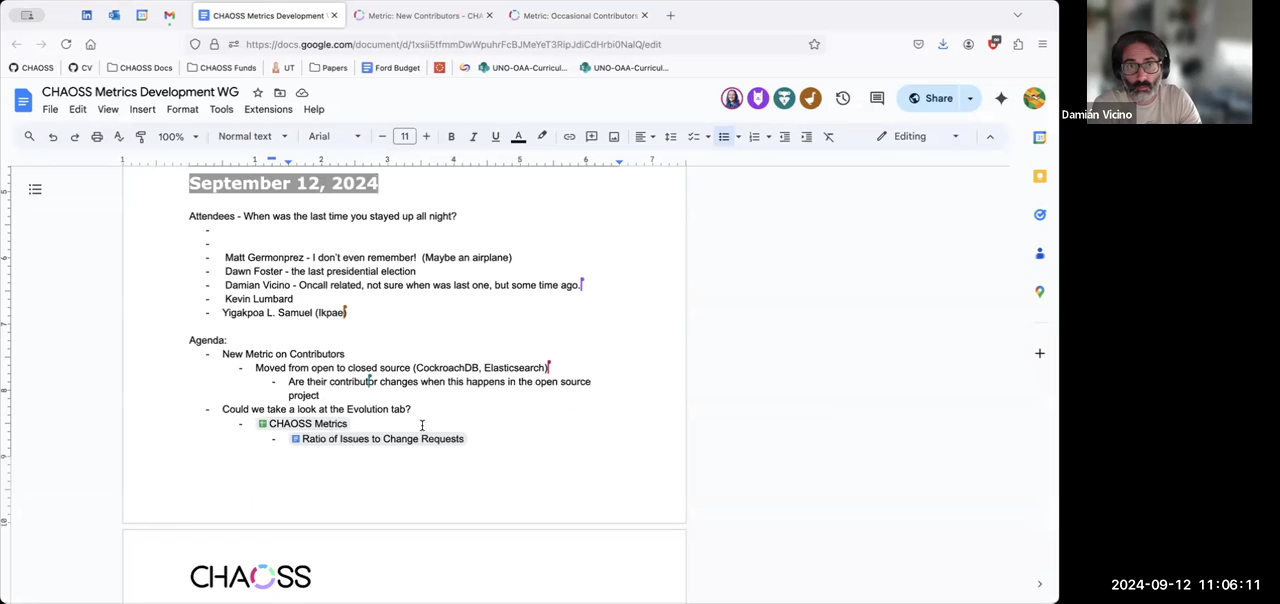 CHAOSS Metrics Development \
Metric: New Contributors - CHA
Metric: Occasional Contributors
https://docs.google.com/document/d/1xsii5tfmmDwWpuhrFcBJMeYeT3RipJdiCdHrbi0NalQ/edit
CHAOSS
CV
CHAOSS Docs
CHAOSS Funds
UT
Papers
Ford Budget
UNO-OAA-Curricul...
UNO-OAA-Curricul...
CHAOSS Metrics Development WG
File Edit View Insert Format Tools Extensions Help
Share
100%
Normal text
Arial
11
Editing
September 12, 2024
Attendees - When was the last time you stayed up all night?
-
-
- Matt Germonprez - I don't even remember! (Maybe an airplane)
- Dawn Foster - the last presidential election
- Damian Vicino - Oncall related, not sure when was last one, but some time ago.
- Kevin Lumbard
- Yigakpoa L. Samuel (Ikpae)
Agenda:
- New Metric on Contributors
- Moved from open to closed source (CockroachDB, Elasticsearch)
- Are their contributor changes when this happens in the open source
project
- Could we take a look at the Evolution tab?
- CHAOSS Metrics
- Ratio of Issues to Change Requests
CHAOSS
Damián Vicino
2024-09-12 11:06:11